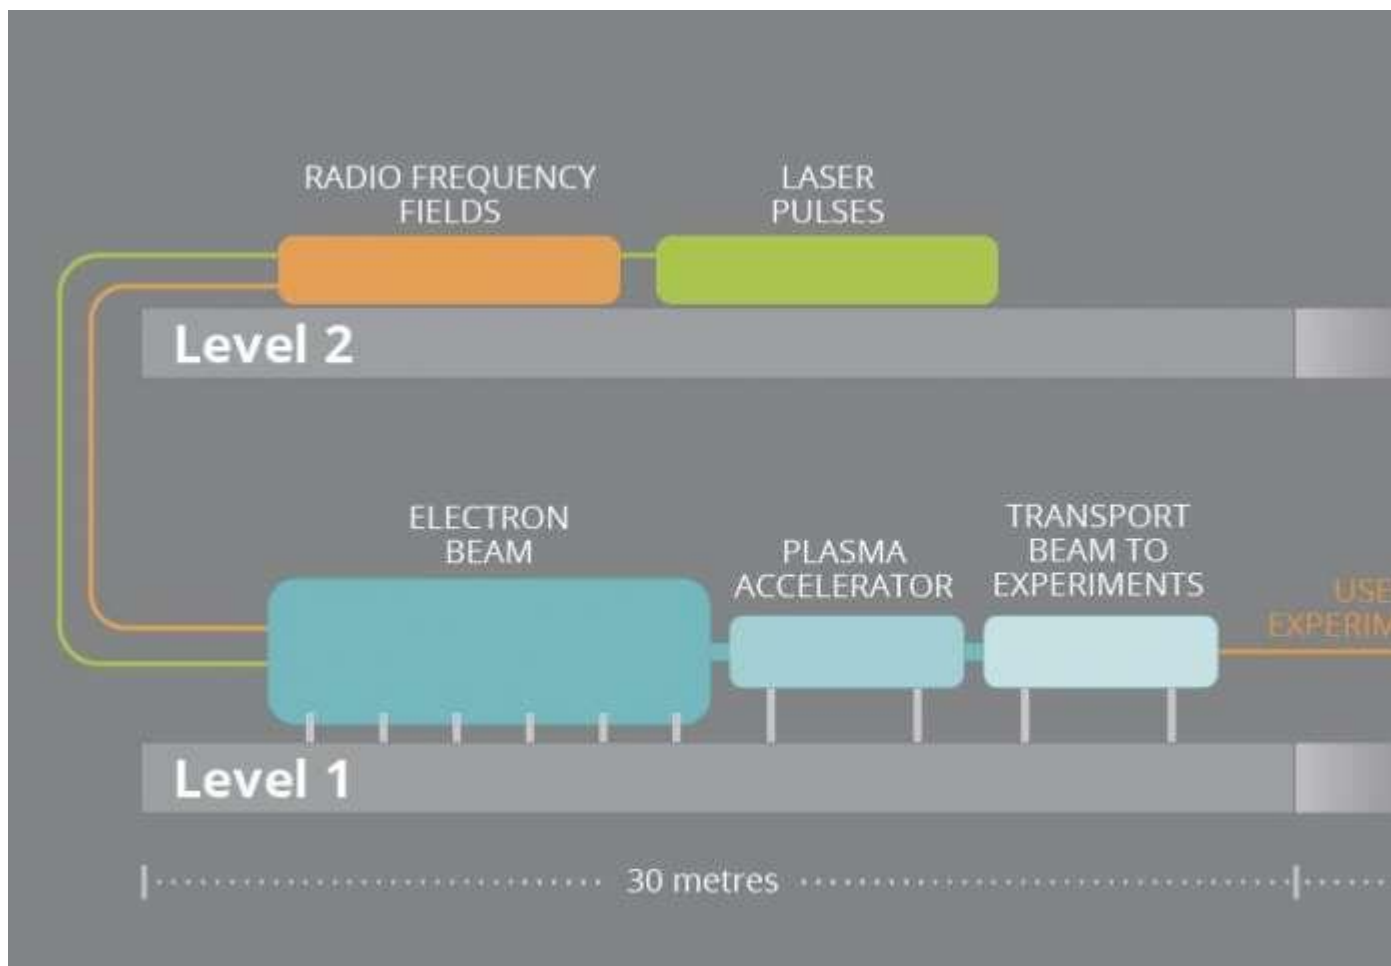 RADIO FREQUENCY
FIELDS
LASER
PULSES
Level 2
ELECTRON
BEAM
PLASMA
ACCELERATOR
TRANSPORT
BEAM TO
EXPERIMENTS
Level 1
30 metres